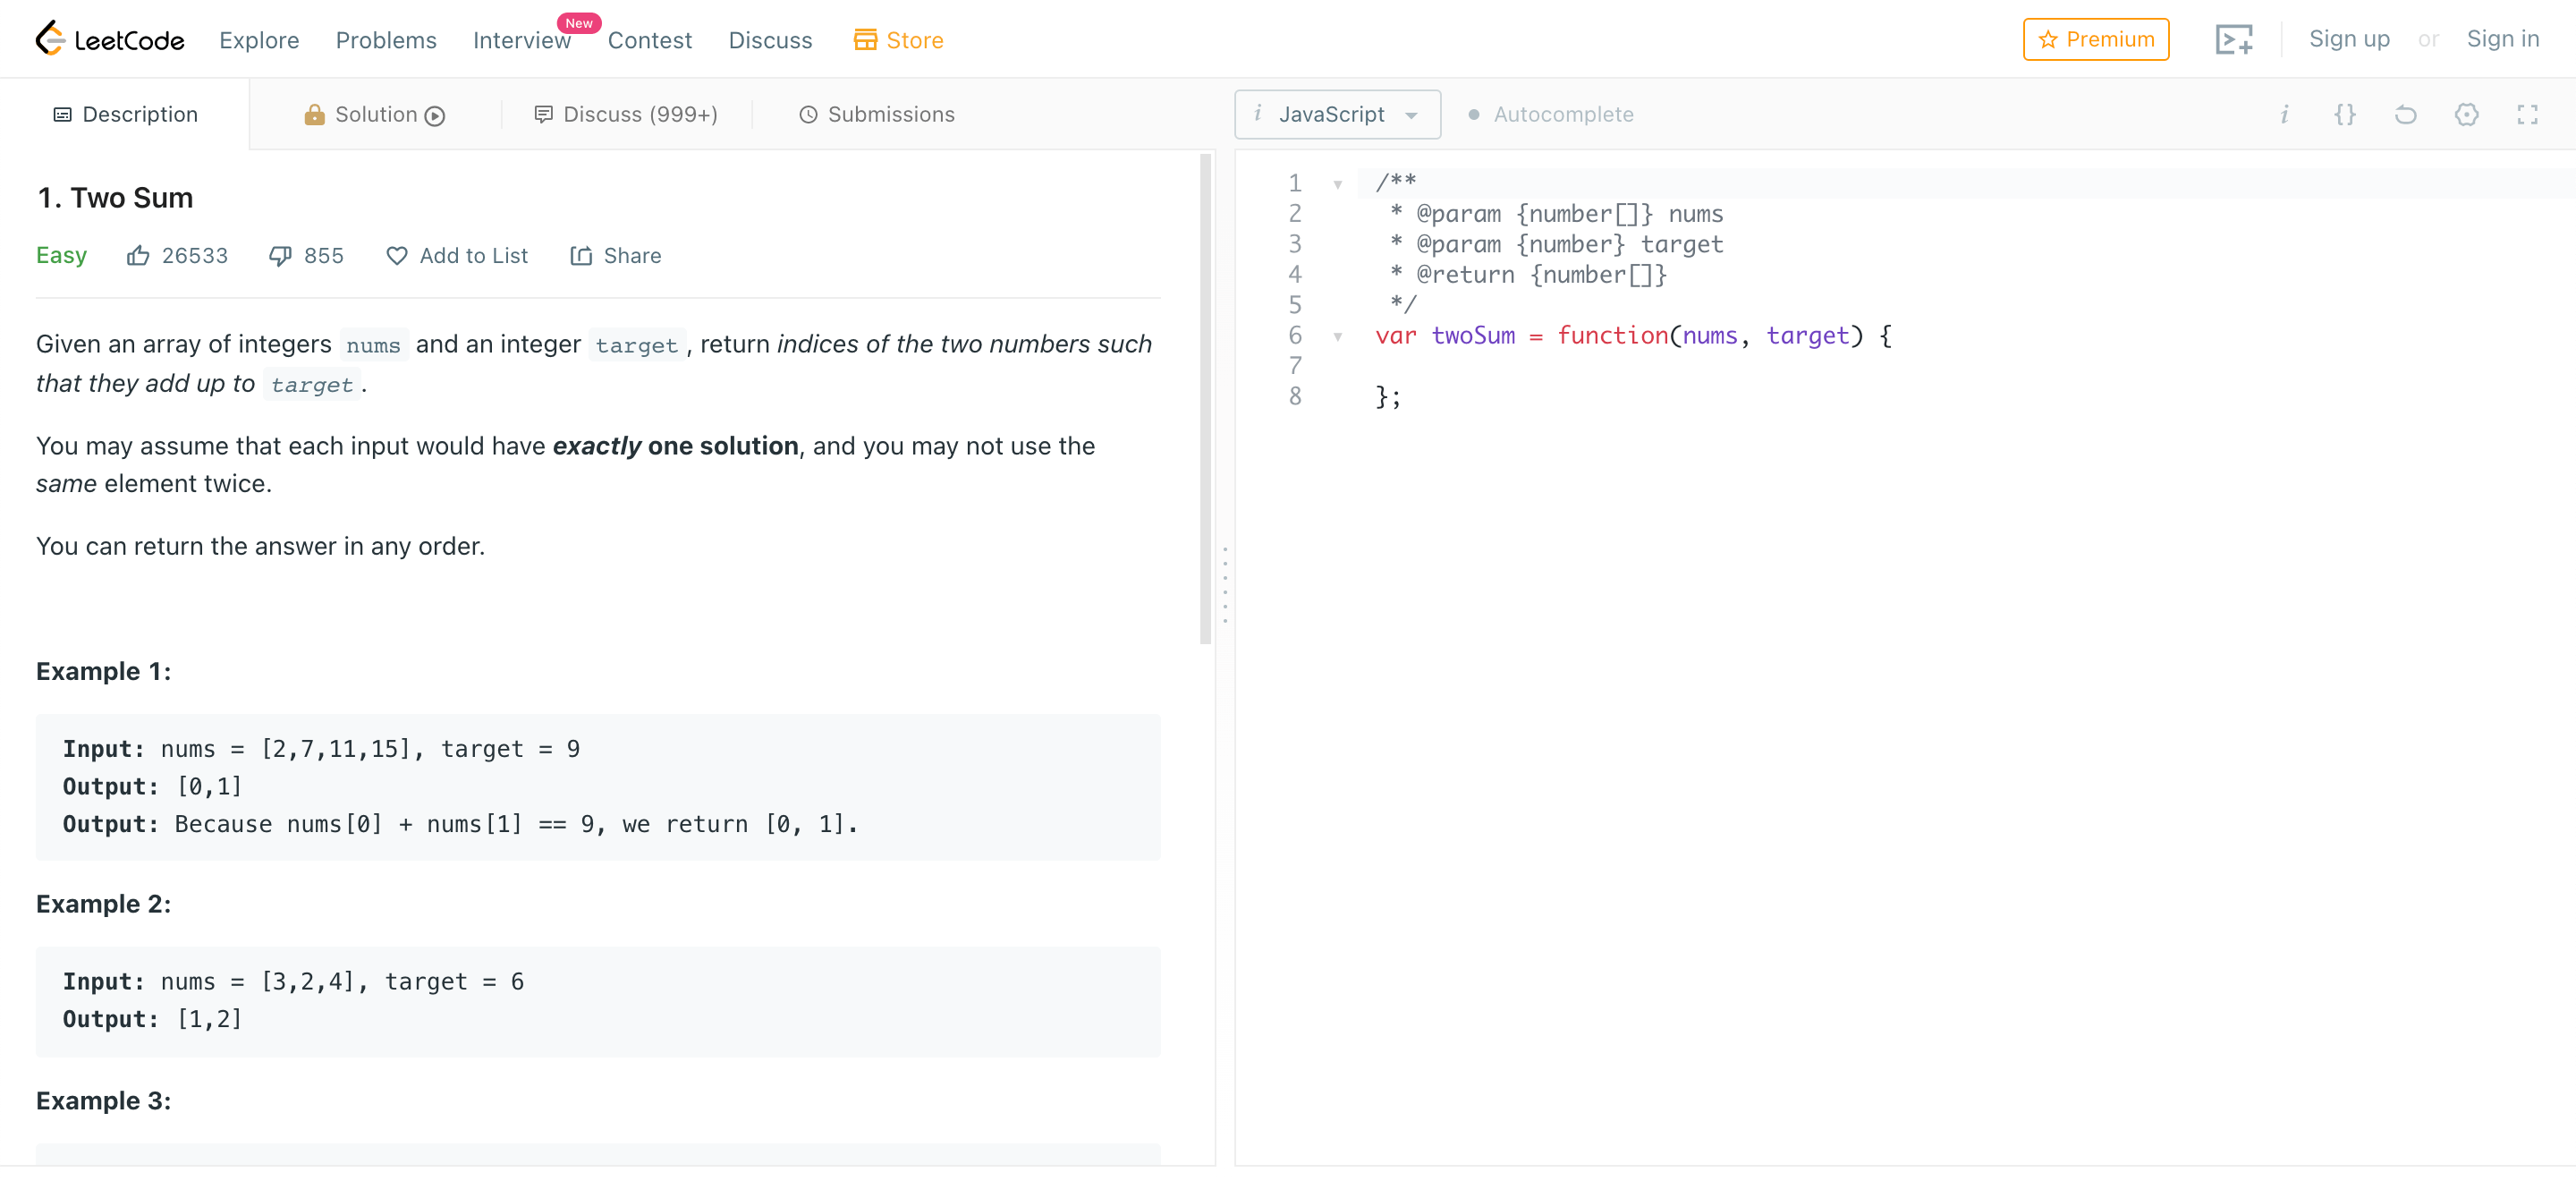 LeetCode Explore Problems Interview New Contest Discuss Store Premium Sign up or Sign in
Description Solution Discuss (999+) Submissions
1. Two Sum
Easy 26533 855 Add to List Share
Given an array of integers nums and an integer target, return indices of the two numbers such
that they add up to target.
You may assume that each input would have exactly one solution, and you may not use the
same element twice.
You can return the answer in any order.
Example 1:
Input: nums = [2,7,11,15], target = 9
Output: [0,1]
Output: Because nums[0] + nums[1] == 9, we return [0, 1].
Example 2:
Input: nums = [3,2,4], target = 6
Output: [1,2]
Example 3:
i JavaScript Autocomplete i {}
1 /**
2 * @param {number[]} nums
3 * @param {number} target
4 * @return {number[]}
5 */
6 var twoSum = function(nums, target) {
7
8 };